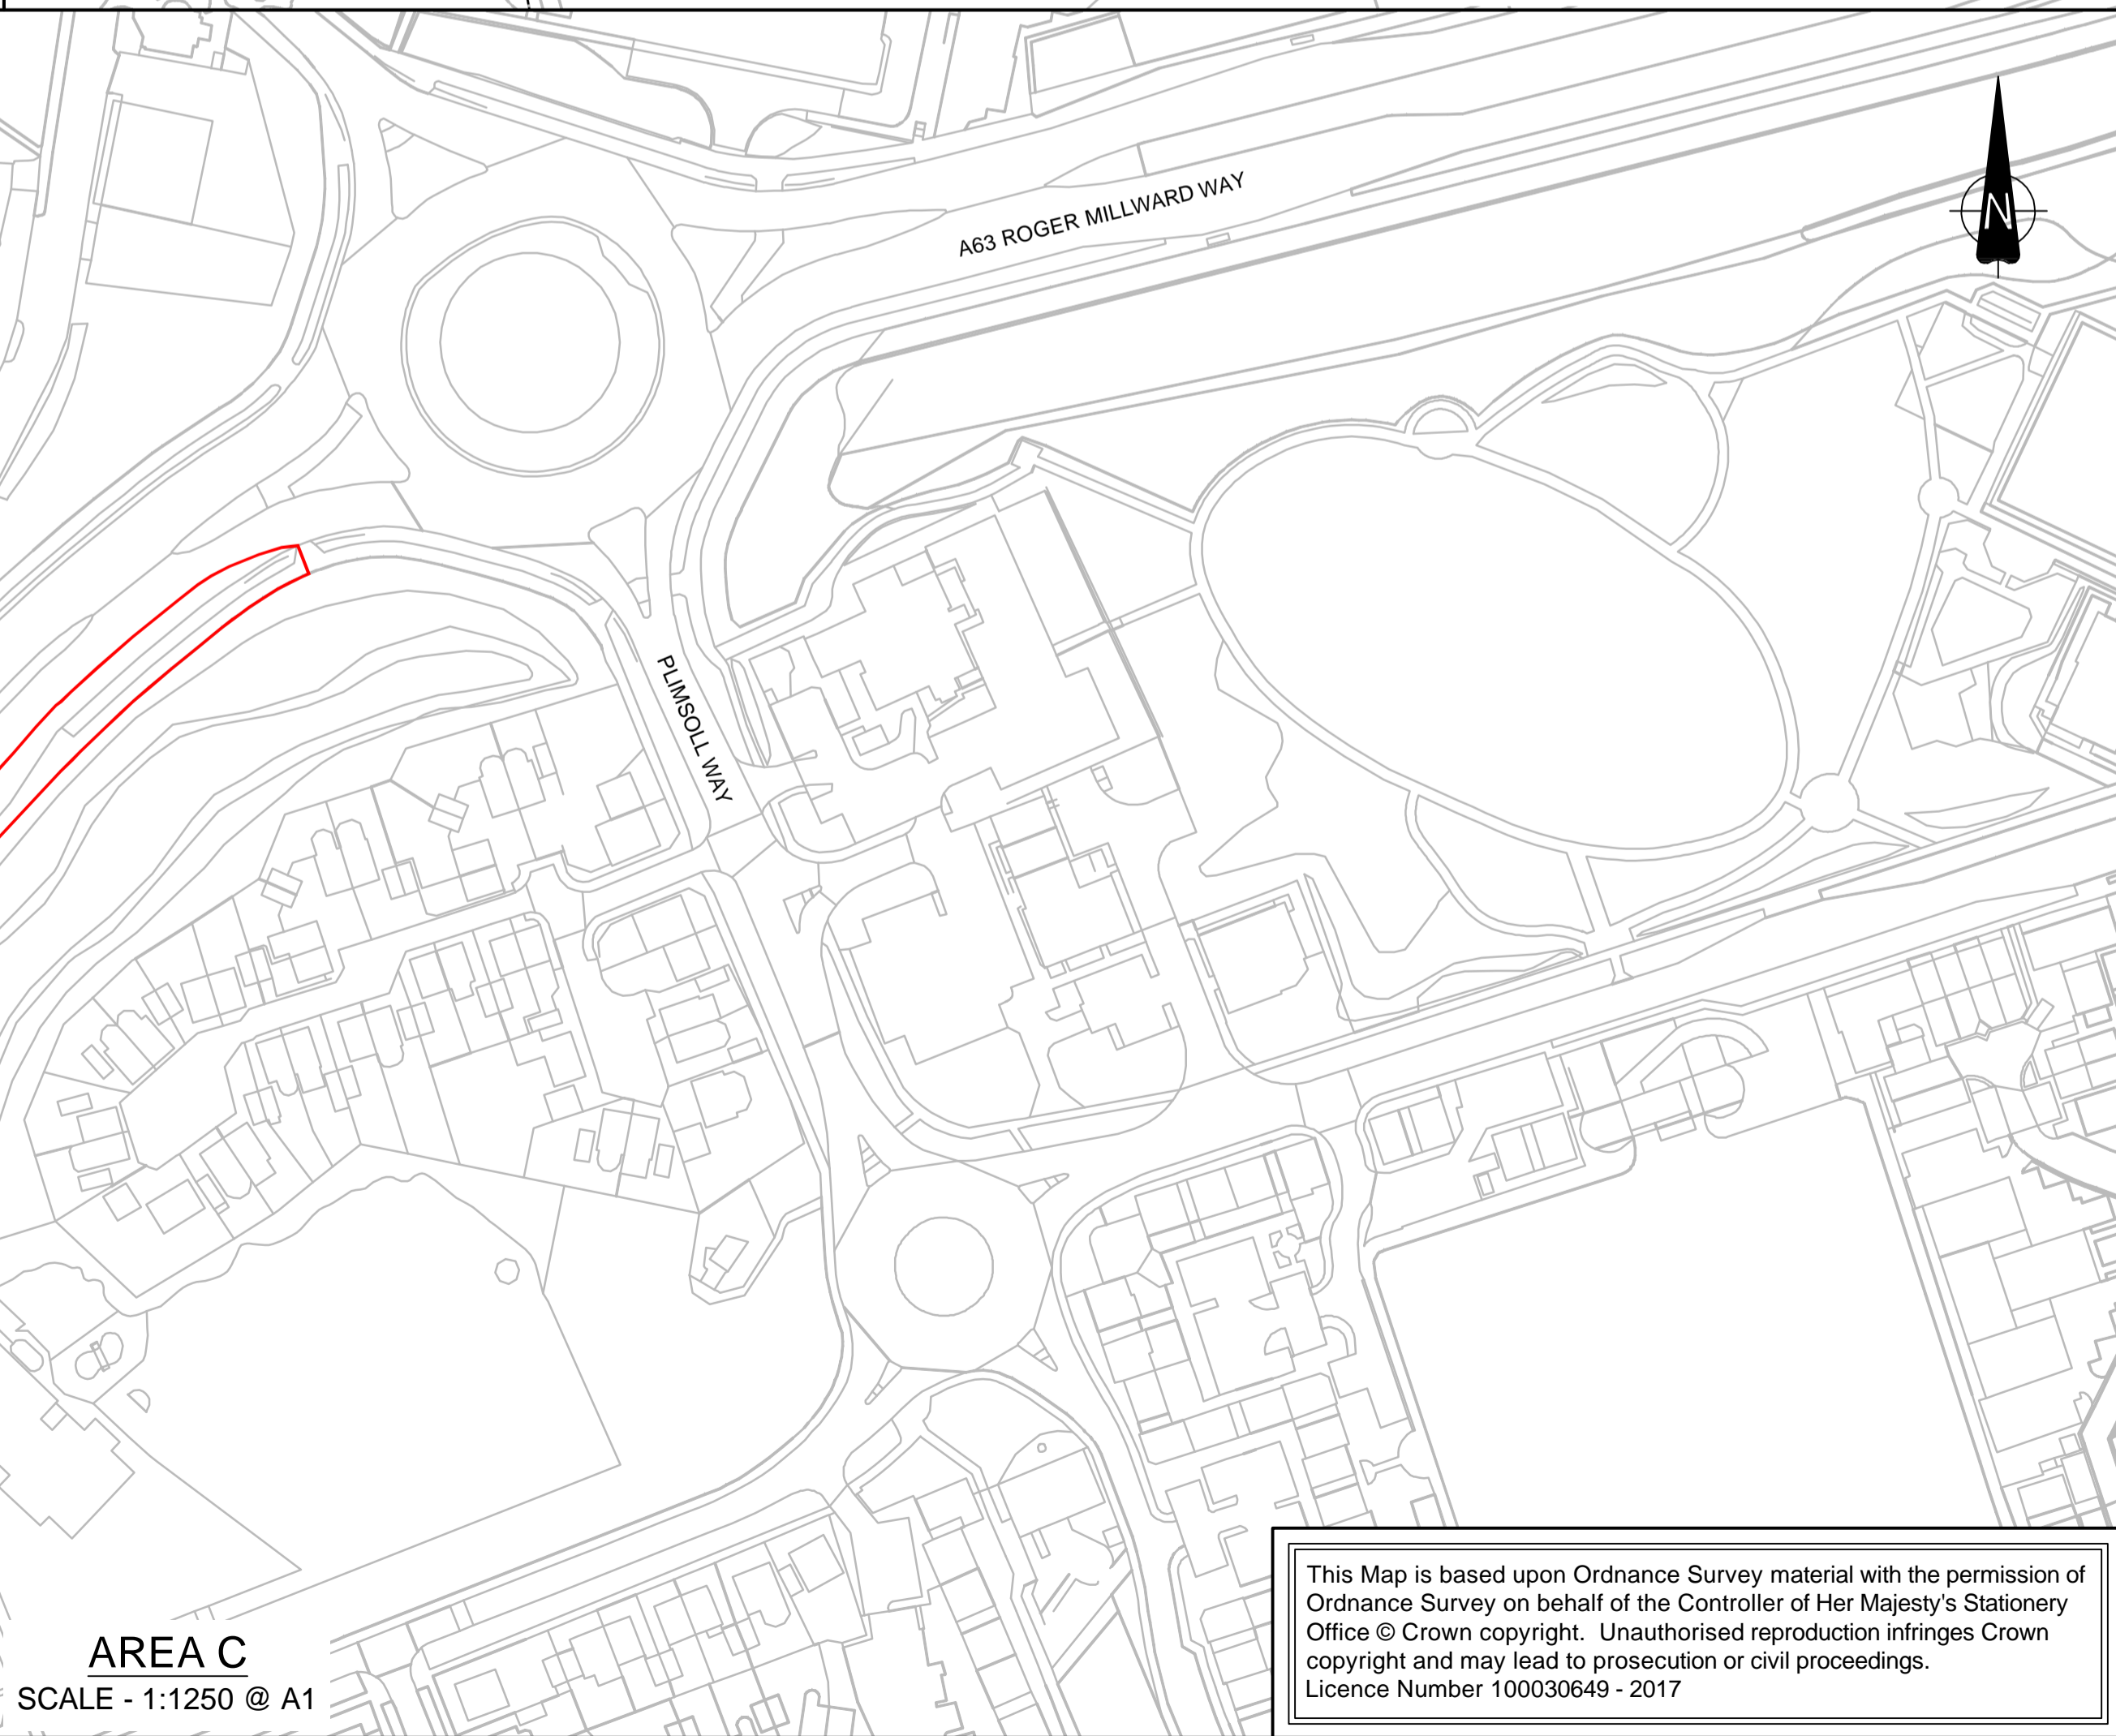 A63 ROGER MILLWARD WAY
N
PLIMSOLL WAY
AREA C
SCALE - 1:1250 @ A1
This Map is based upon Ordnance Survey material with the permission of
Ordnance Survey on behalf of the Controller of Her Majesty's Stationery
Office © Crown copyright.  Unauthorised reproduction infringes Crown
copyright and may lead to prosecution or civil proceedings.
Licence Number 100030649 - 2017